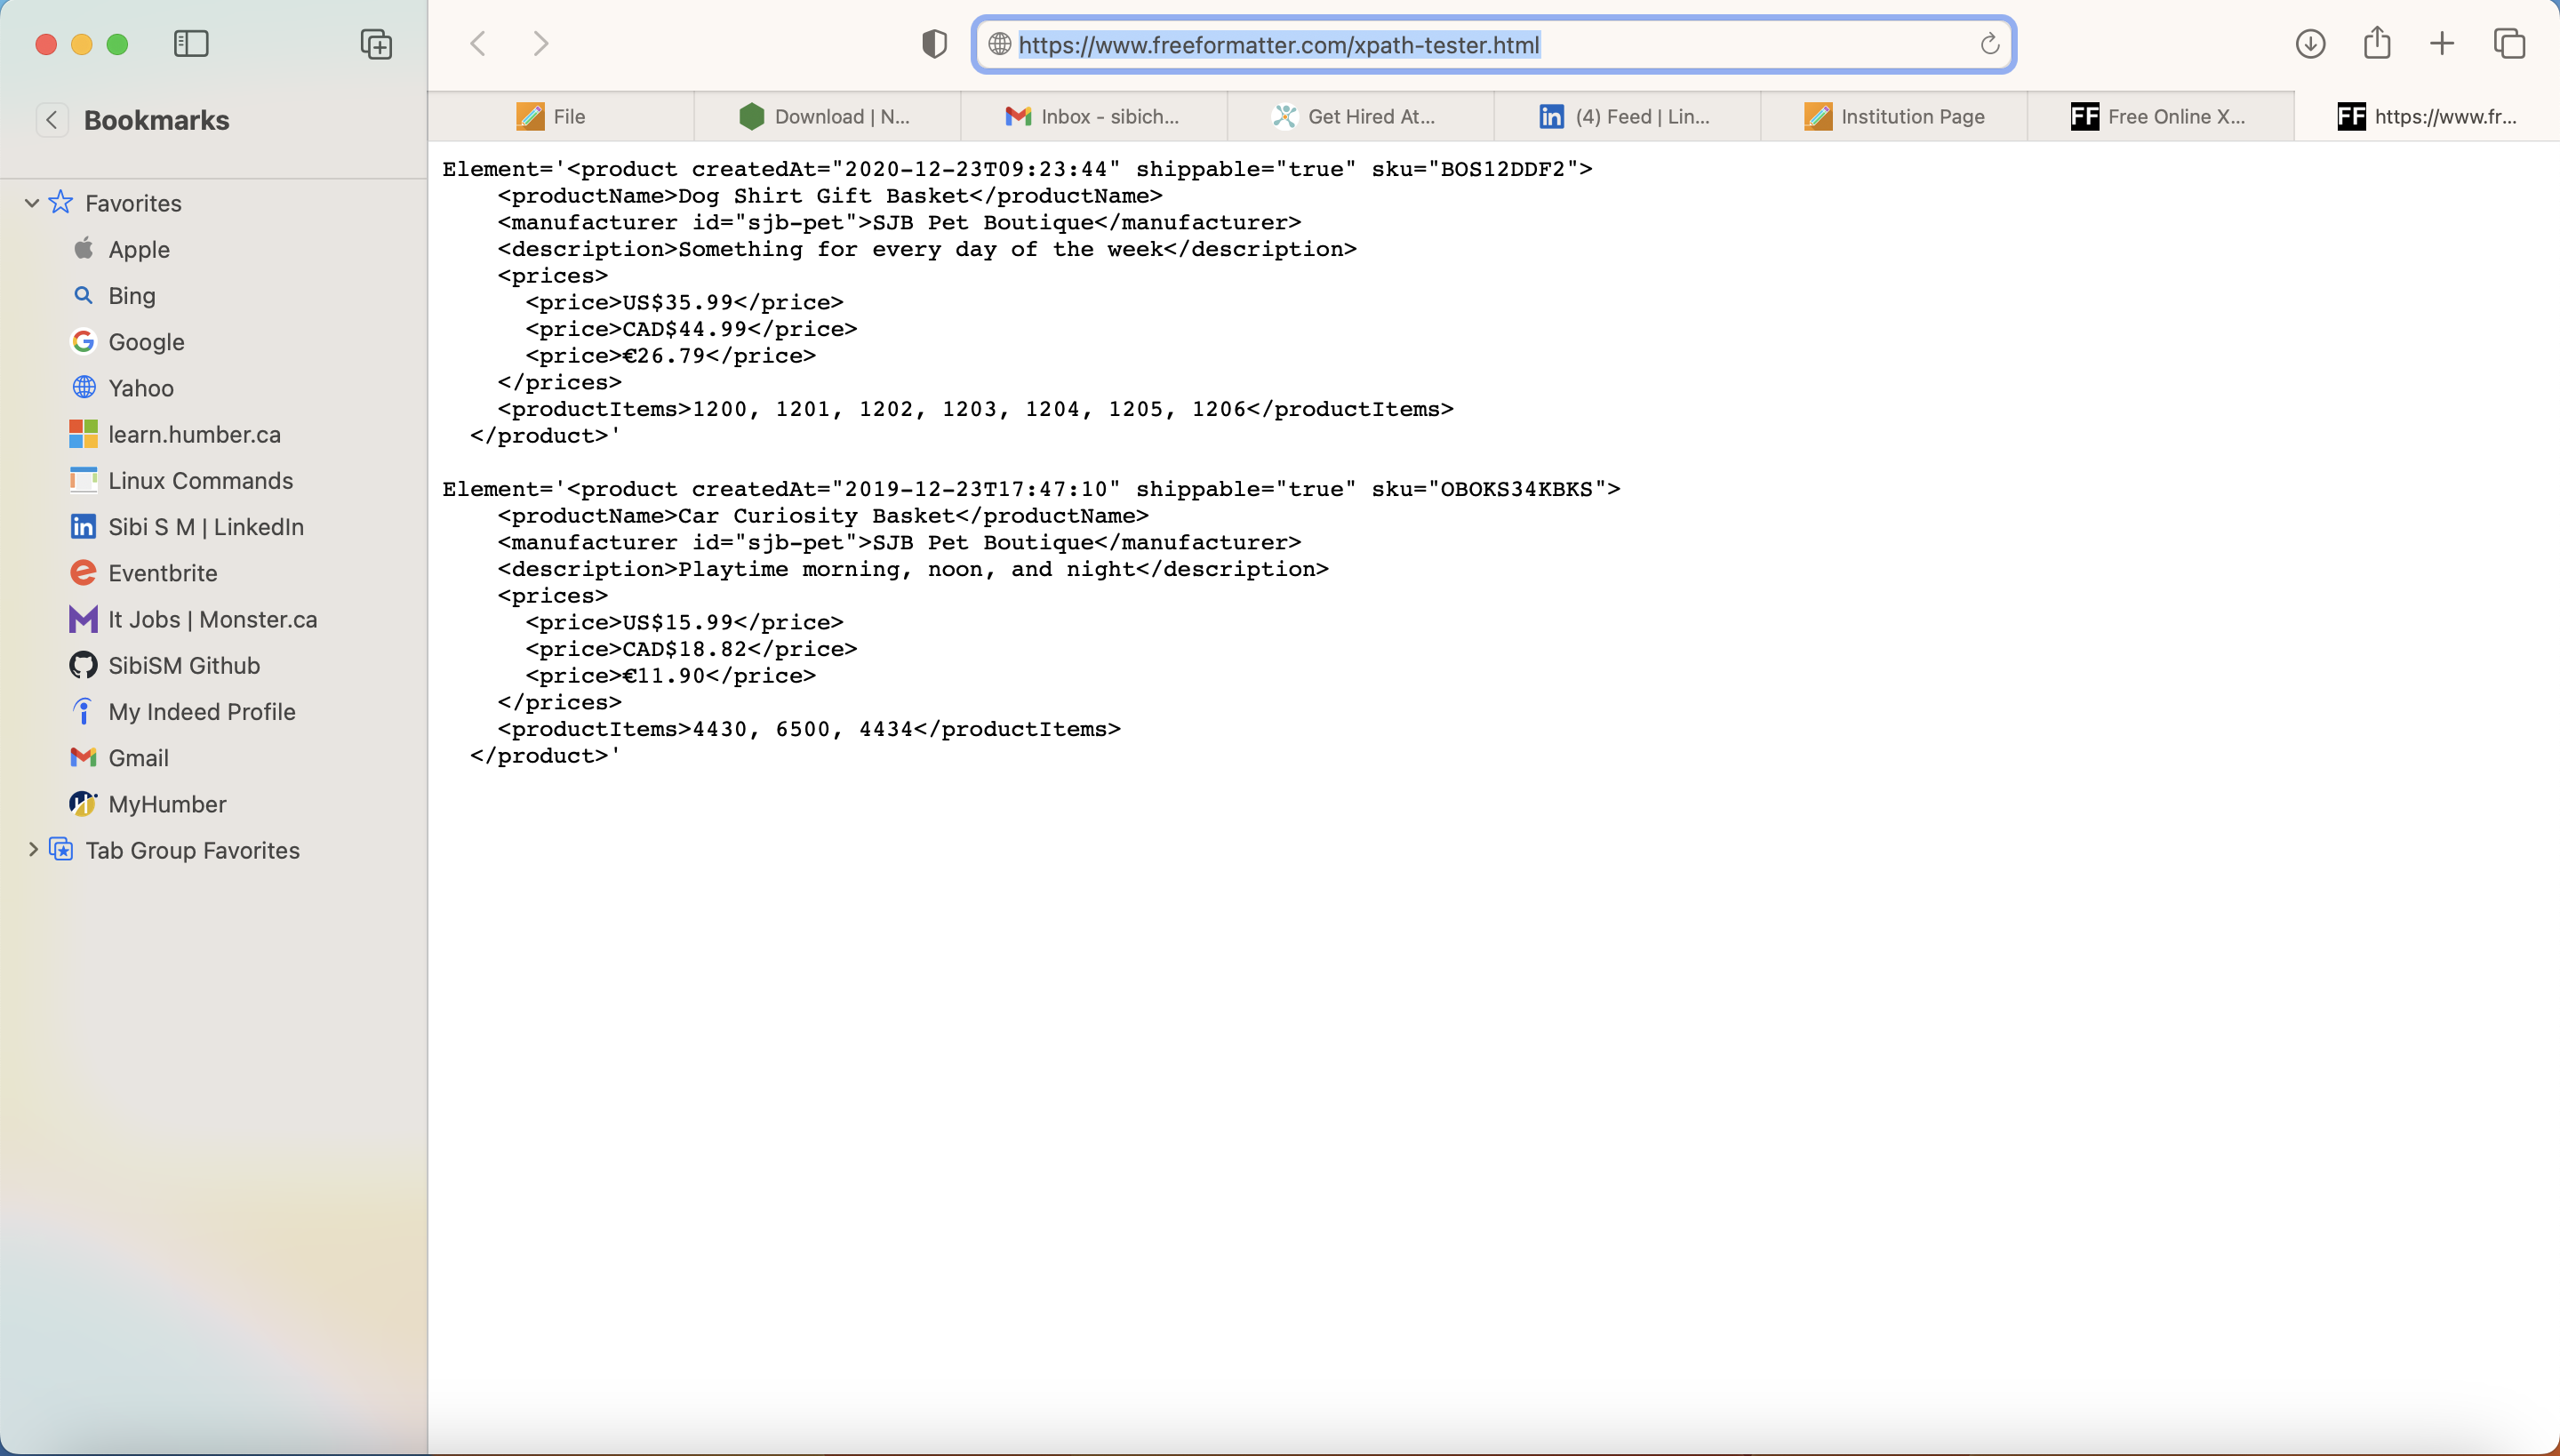 https://www.freeformatter.com/xpath-tester.html
Bookmarks
File
Download | N...
Inbox - sibich...
Get Hired At...
in (4) Feed | Lin...
Institution Page
FF Free Online X...
FF https://www.fr...
Favorites
Apple
Bing
Google
Yahoo
learn.humber.ca
Linux Commands
in Sibi S M | LinkedIn
Eventbrite
It Jobs | Monster.ca
SibiSM Github
My Indeed Profile
Gmail
MyHumber
Tab Group Favorites
Element='<product createdAt="2020-12-23T09:23:44" shippable="true" sku="BOS12DDF2">
<productName>Dog Shirt Gift Basket</productName>
<manufacturer id="sjb-pet">SJB Pet Boutique</manufacturer>
<description>Something for every day of the week</description>
<prices>
<price>US$35.99</price>
<price>CAD$44.99</price>
<price>€26.79</price>
</prices>
<productItems>1200, 1201, 1202, 1203, 1204, 1205, 1206</productItems>
</product>'
Element='<product createdAt="2019-12-23T17:47:10" shippable="true" sku="OBOKS34KBKS">
<productName>Car Curiosity Basket</productName>
<manufacturer id="sjb-pet">SJB Pet Boutique</manufacturer>
<description>Playtime morning, noon, and night</description>
<prices>
<price>US$15.99</price>
<price>CAD$18.82</price>
<price>€11.90</price>
</prices>
<productItems>4430, 6500, 4434</productItems>
</product>'